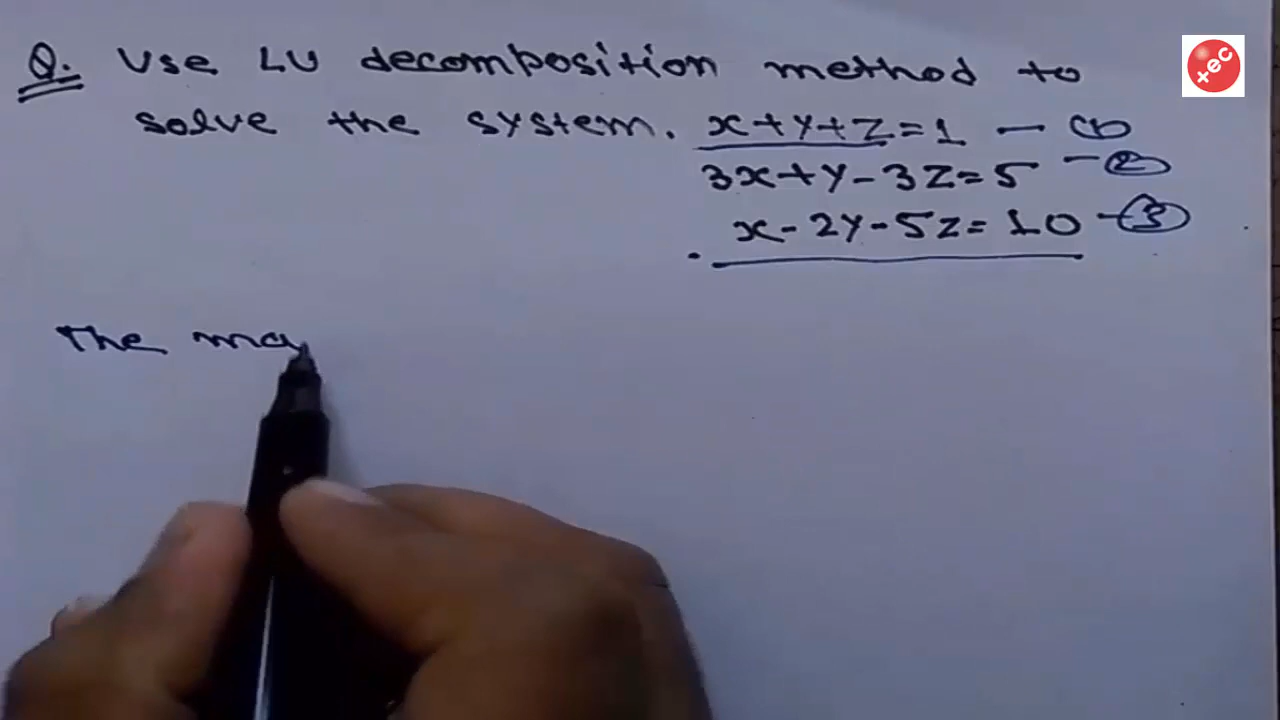 Q. Use LU decomposition method to
solve the system. x+y+z=1 — ①
3x+y-3z=5 — ②
x-2y-5z=10 — ③
The ma
xec